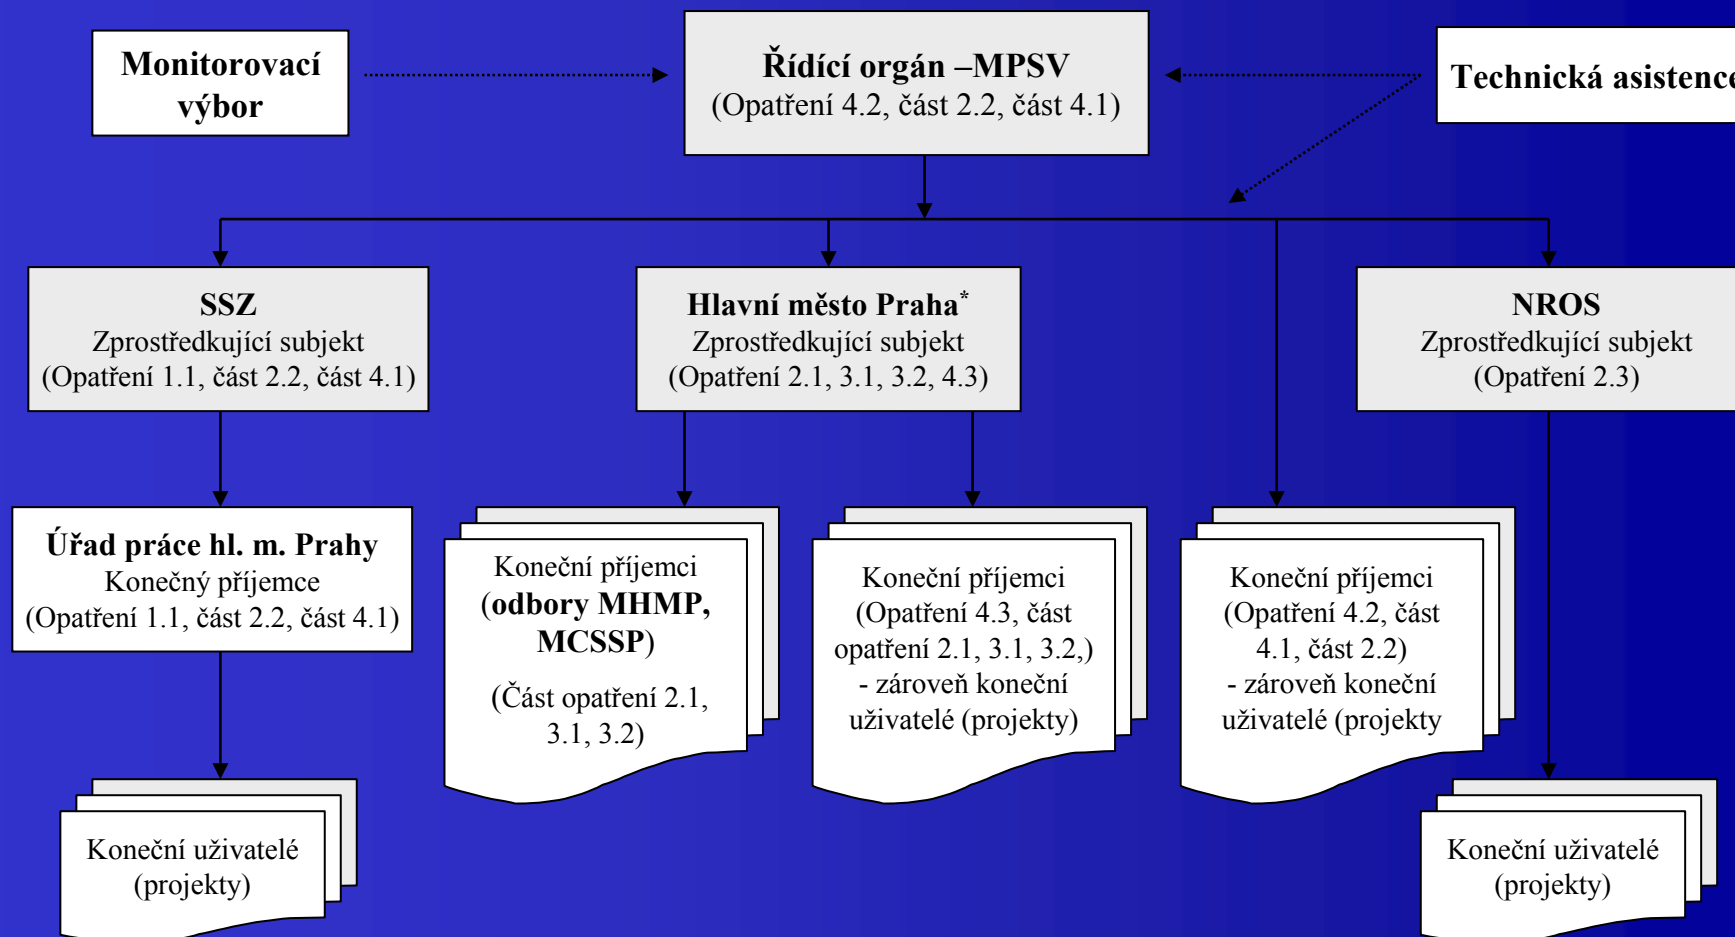 Monitorovací
výbor
Řídící orgán –MPSV
(Opatření 4.2, část 2.2, část 4.1)
Technická asistence
SSZ
Zprostředkující subjekt
(Opatření 1.1, část 2.2, část 4.1)
Hlavní město Praha*
Zprostředkující subjekt
(Opatření 2.1, 3.1, 3.2, 4.3)
NROS
Zprostředkující subjekt
(Opatření 2.3)
Úřad práce hl. m. Prahy
Konečný příjemce
(Opatření 1.1, část 2.2, část 4.1)
Koneční příjemci
(odbory MHMP,
MCSSP)
(Část opatření 2.1,
3.1, 3.2)
Koneční příjemci
(Opatření 4.3, část
opatření 2.1, 3.1, 3.2,)
- zároveň koneční
uživatelé (projekty)
Koneční příjemci
(Opatření 4.2, část
4.1, část 2.2)
- zároveň koneční
uživatelé (projekty
Koneční uživatelé
(projekty)
Koneční uživatelé
(projekty)